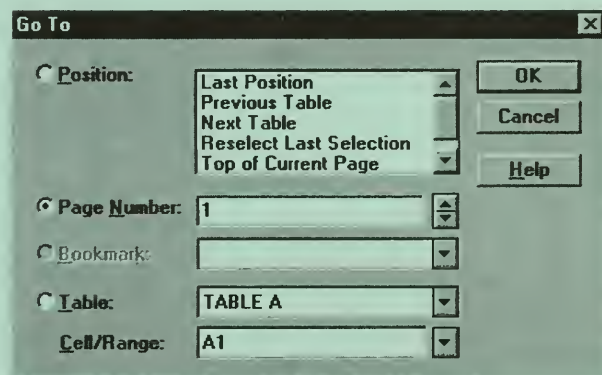 Go To
Position:
Last Position
Previous Table
Next Table
Reselect Last Selection
Top of Current Page
OK
Cancel
Help
Page Number: 1
Bookmark:
Table: TABLE A
Cell/Range: A1